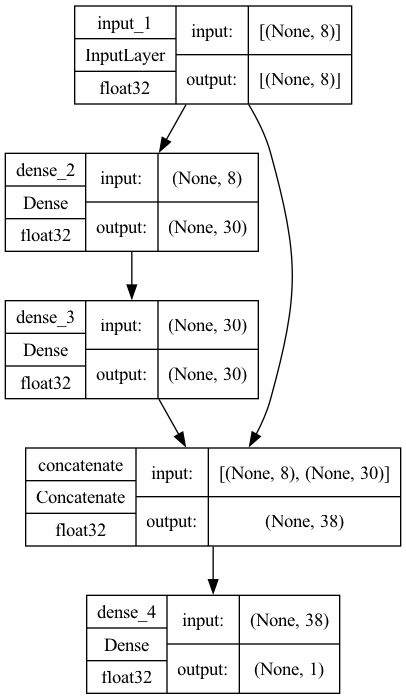 input_1
InputLayer
float32
input:
[(None, 8)]
output:
[(None, 8)]
dense_2
Dense
float32
input:
(None, 8)
output:
(None, 30)
dense_3
Dense
float32
input:
(None, 30)
output:
(None, 30)
concatenate
Concatenate
float32
input:
[(None, 8), (None, 30)]
output:
(None, 38)
dense_4
Dense
float32
input:
(None, 38)
output:
(None, 1)